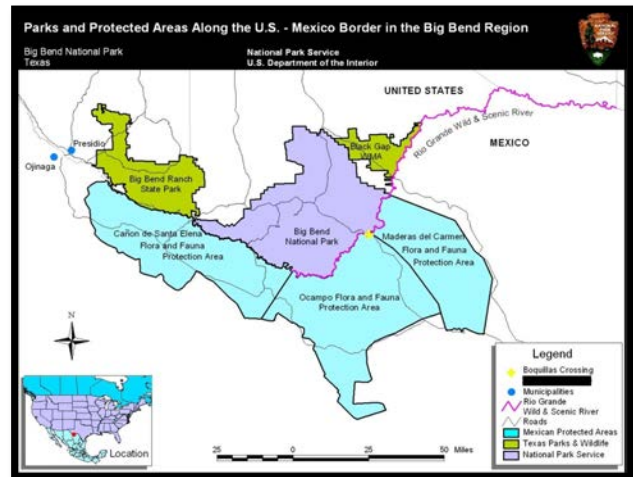 Parks and Protected Areas Along the U.S. - Mexico Border in the Big Bend Region
Big Bend National Park
Texas
National Park Service
U.S. Department of the Interior
UNITED STATES
MEXICO
Rio Grande Wild & Scenic River
Presidio
Ojinaga
Black Gap
WMA
Big Bend Ranch
State Park
Big Bend
National Park
Cañon de Santa Elena
Flora and Fauna
Protection Area
Maderas del Carmen
Flora and Fauna
Protection Area
Ocampo Flora and Fauna
Protection Area
N
Legend
Boquillas Crossing
Municipalities
Rio Grande
Wild & Scenic River
Roads
Mexican Protected Areas
Texas Parks & Wildlife
National Park Service
Location
25 0 25 50 Miles